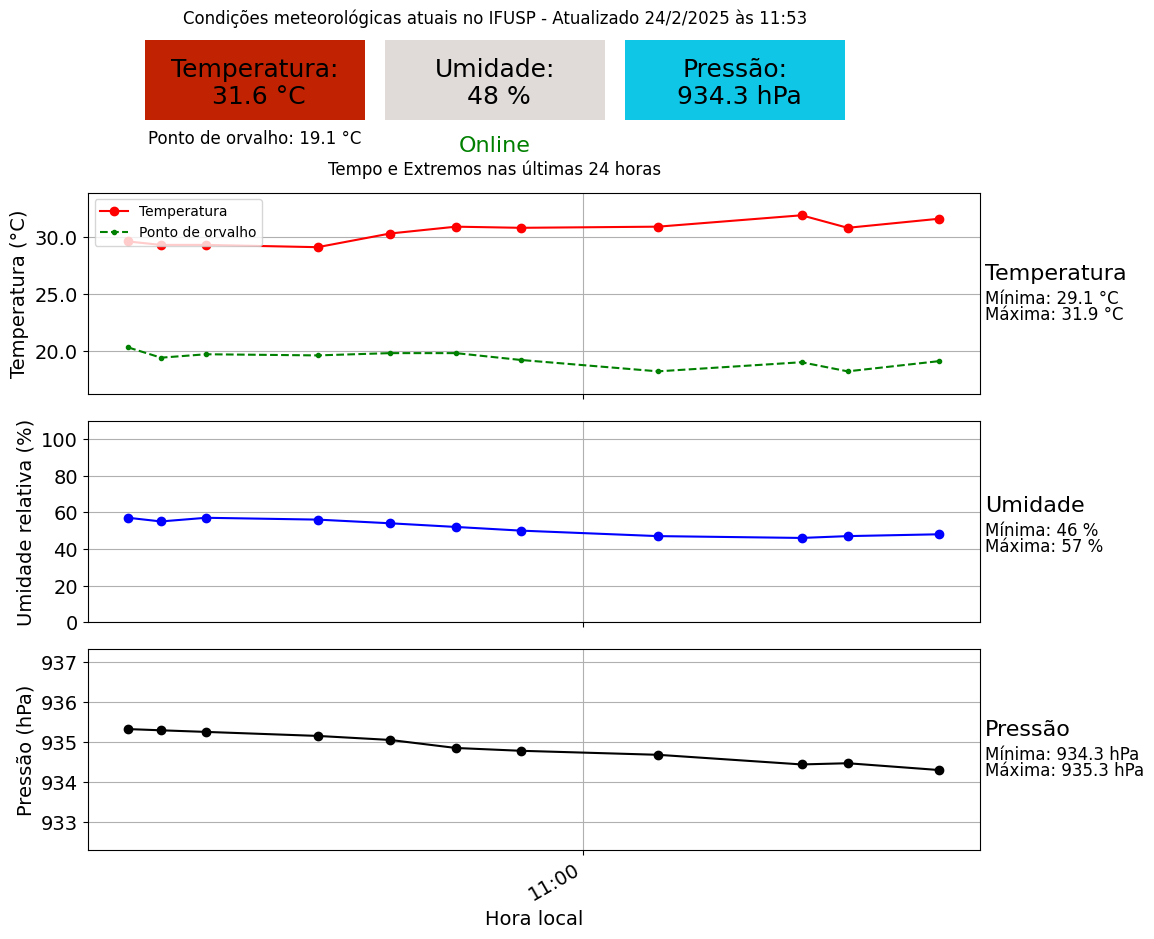 Condições meteorológicas atuais no IFUSP - Atualizado 24/2/2025 às 11:53
Temperatura:
31.6 °C
Umidade:
48 %
Pressão:
934.3 hPa
Ponto de orvalho: 19.1 °C
Online
Tempo e Extremos nas últimas 24 horas
Temperatura (°C)
30.0
25.0
20.0
Temperatura
Ponto de orvalho
Temperatura
Mínima: 29.1 °C
Máxima: 31.9 °C
Umidade relativa (%)
100
80
60
40
20
0
Umidade
Mínima: 46 %
Máxima: 57 %
Pressão (hPa)
937
936
935
934
933
Pressão
Mínima: 934.3 hPa
Máxima: 935.3 hPa
11:00
Hora local